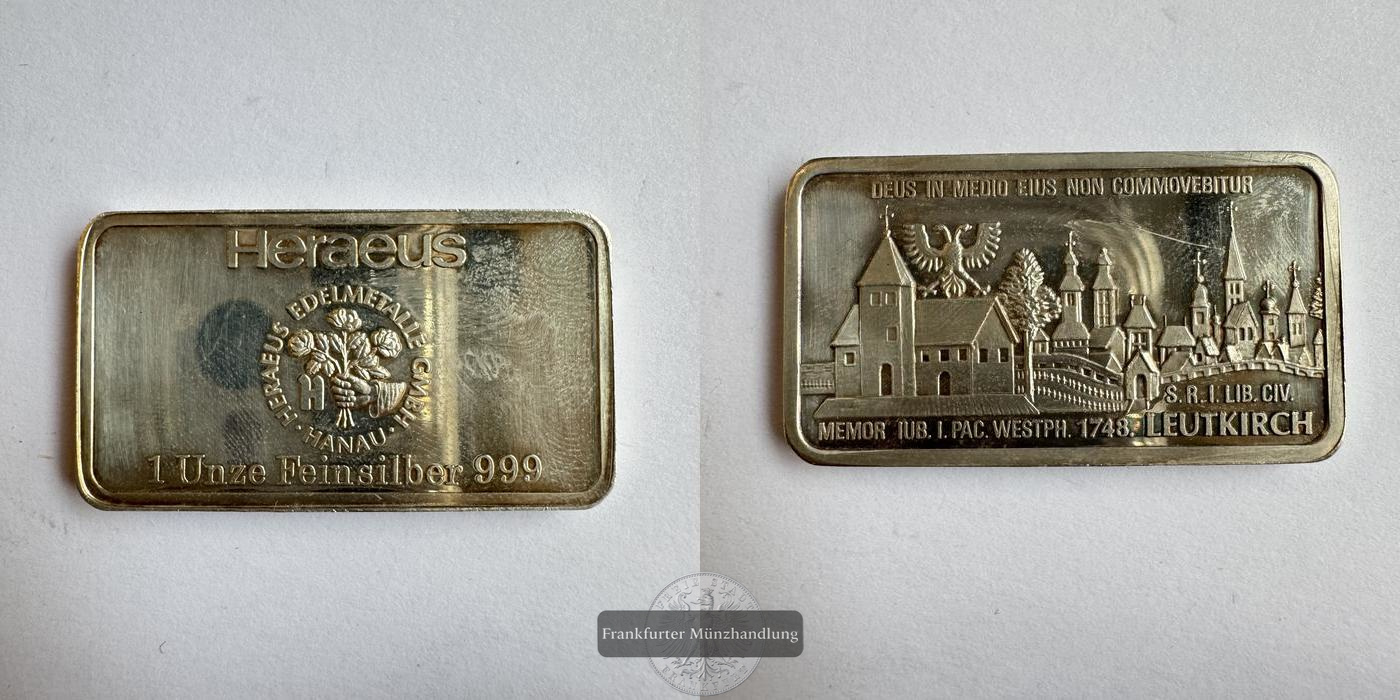 Heraeus
HERAEUS EDELMETALLE GMBH
· HANAU ·
1 Unze Feinsilber 999
DEUS IN MEDIO EIUS NON COMMOVEBITUR
S. R. I. LIB. CIV.
MEMOR IUB. I. PAC. WESTPH. 1748. LEUTKIRCH
Frankfurter Münzhandlung